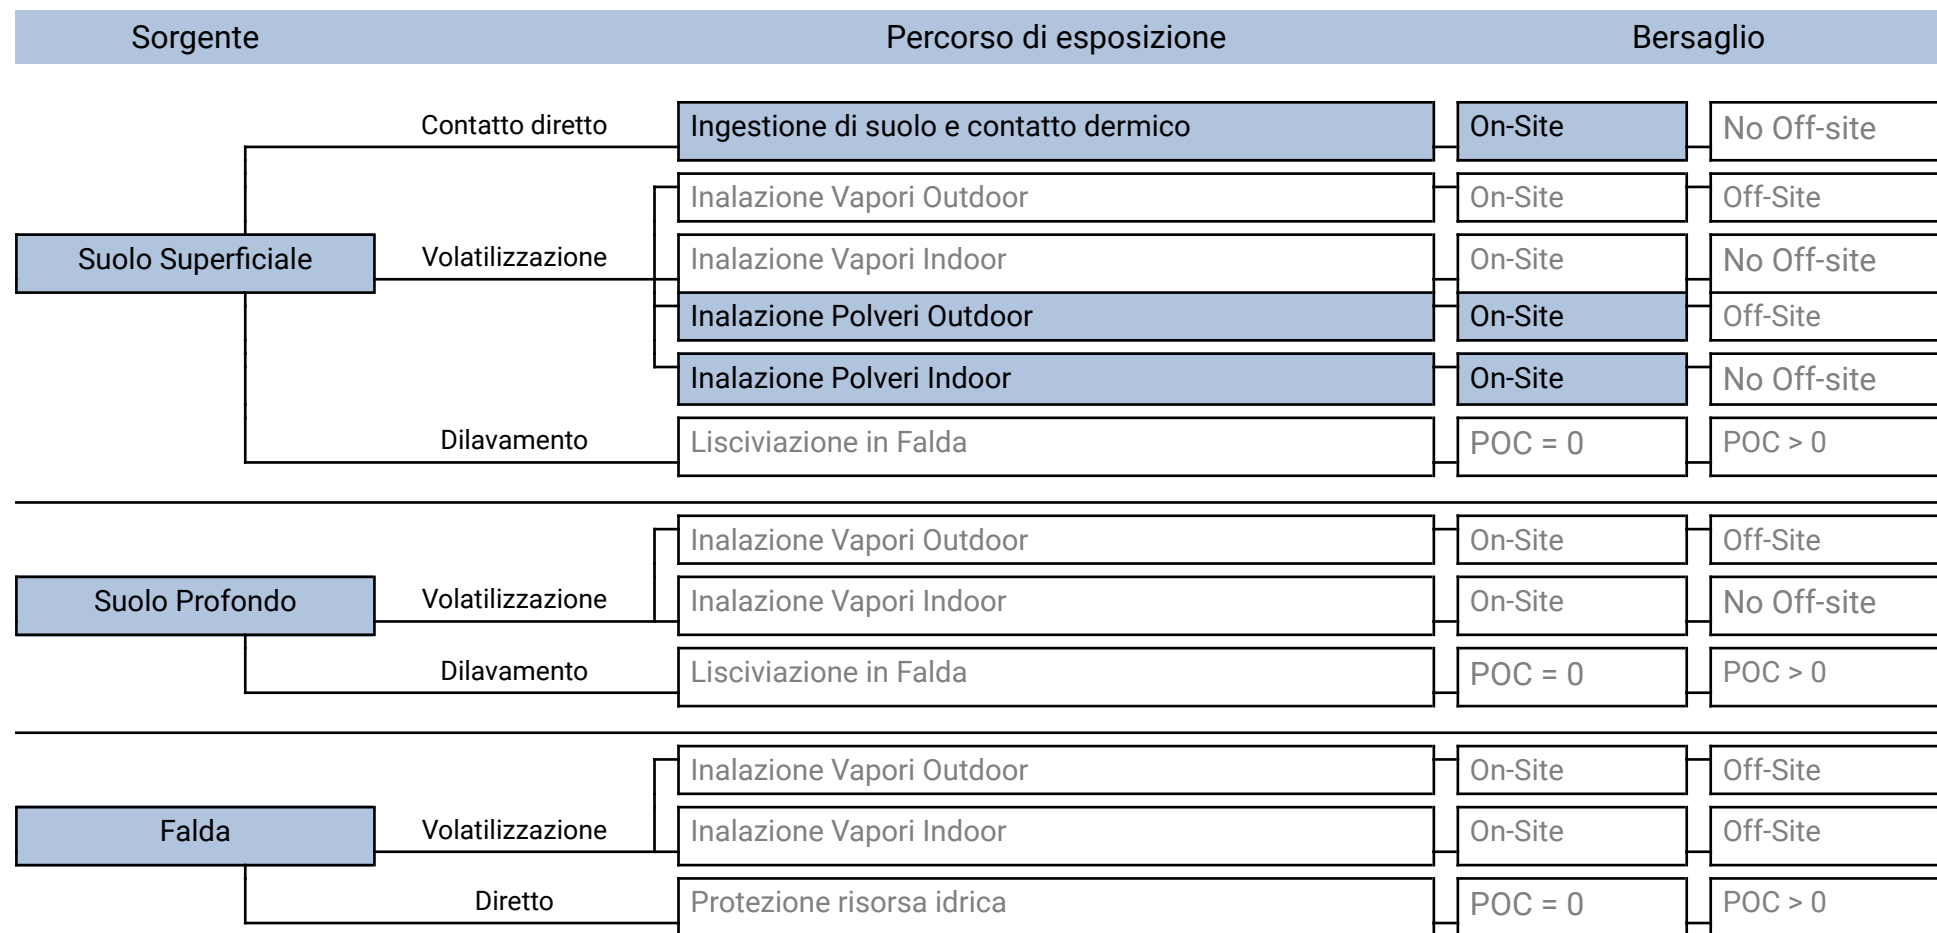 Sorgente Percorso di esposizione Bersaglio
Contatto diretto Ingestione di suolo e contatto dermico On-Site No Off-site
Inalazione Vapori Outdoor On-Site Off-Site
Suolo Superficiale Volatilizzazione Inalazione Vapori Indoor On-Site No Off-site
Inalazione Polveri Outdoor On-Site Off-Site
Inalazione Polveri Indoor On-Site No Off-site
Dilavamento Lisciviazione in Falda POC = 0 POC > 0
Inalazione Vapori Outdoor On-Site Off-Site
Suolo Profondo Volatilizzazione Inalazione Vapori Indoor On-Site No Off-site
Dilavamento Lisciviazione in Falda POC = 0 POC > 0
Inalazione Vapori Outdoor On-Site Off-Site
Falda Volatilizzazione Inalazione Vapori Indoor On-Site Off-Site
Diretto Protezione risorsa idrica POC = 0 POC > 0